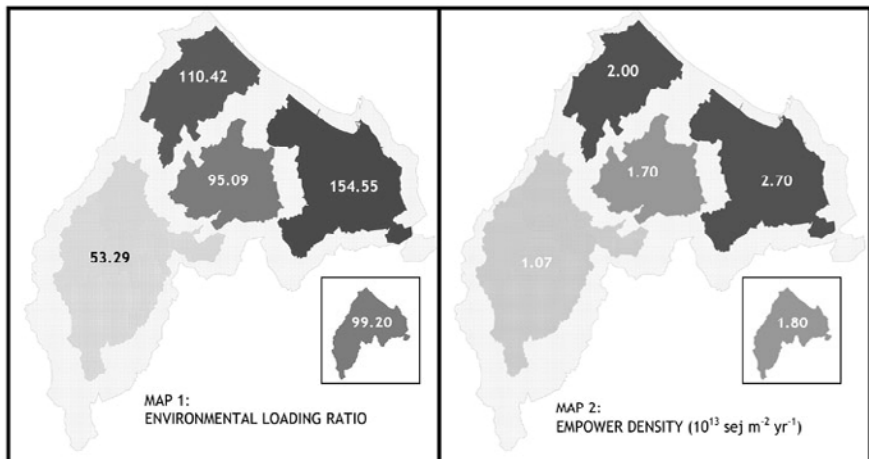 110.42
95.09
154.55
53.29
99.20
MAP 1:
ENVIRONMENTAL LOADING RATIO
2.00
1.70
2.70
1.07
1.80
MAP 2:
EMPOWER DENSITY (10¹³ sej m⁻² yr⁻¹)